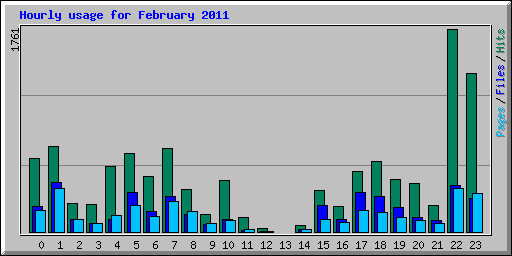 Hourly usage for February 2011
1761
Pages / Files / Hits
0 1 2 3 4 5 6 7 8 9 10 11 12 13 14 15 16 17 18 19 20 21 22 23